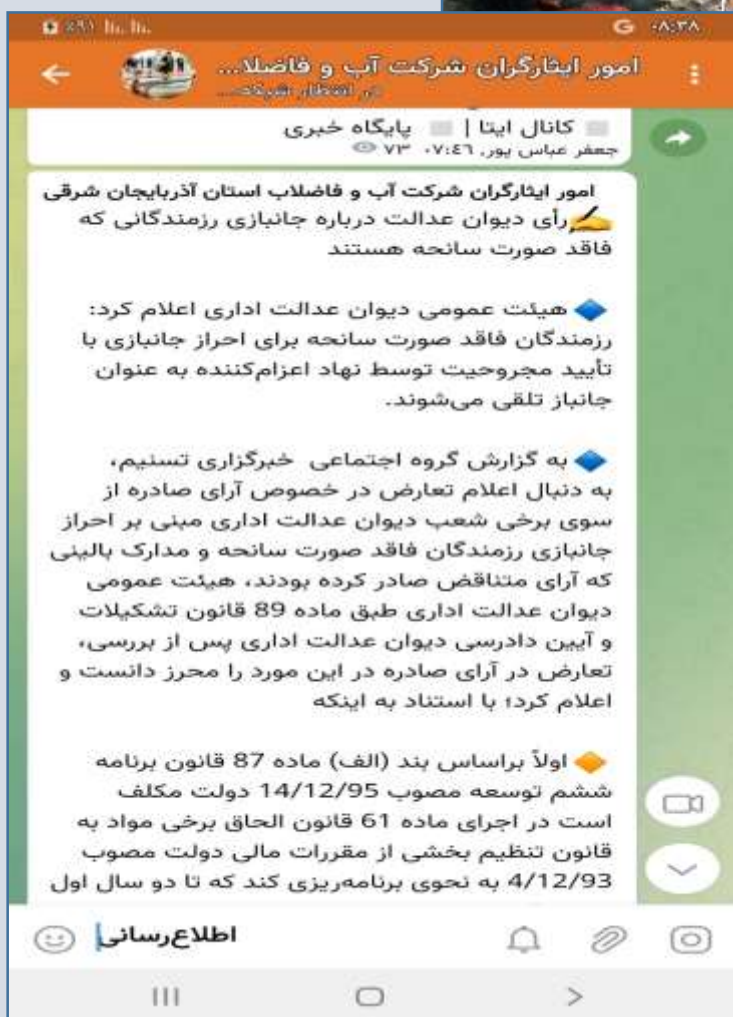 ٠٨:٣٨
٪٩١
امور ایثارگران شرکت آب و فاضلا...
در انتظار شبکه...
کانال ایتا | پایگاه خبری
جعفر عباس پور, ٠٧:٤٦ ٧٣
امور ایثارگران شرکت آب و فاضلاب استان آذربایجان شرقی
رأی دیوان عدالت درباره جانبازی رزمندگانی که
فاقد صورت سانحه هستند
هیئت عمومی دیوان عدالت اداری اعلام کرد:
رزمندگان فاقد صورت سانحه برای احراز جانبازی با
تأیید مجروحیت توسط نهاد اعزام‌کننده به عنوان
جانباز تلقی می‌شوند.
به گزارش گروه اجتماعی خبرگزاری تسنیم،
به دنبال اعلام تعارض در خصوص آرای صادره از
سوی برخی شعب دیوان عدالت اداری مبنی بر احراز
جانبازی رزمندگان فاقد صورت سانحه و مدارک بالینی
که آرای متناقض صادر کرده بودند، هیئت عمومی
دیوان عدالت اداری طبق ماده 89 قانون تشکیلات
و آیین دادرسی دیوان عدالت اداری پس از بررسی،
تعارض در آرای صادره در این مورد را محرز دانست و
اعلام کرد؛ با استناد به اینکه
اولاً براساس بند (الف) ماده 87 قانون برنامه
ششم توسعه مصوب 14/12/95 دولت مکلف
است در اجرای ماده 61 قانون الحاق برخی مواد به
قانون تنظیم بخشی از مقررات مالی دولت مصوب
4/12/93 به نحوی برنامه‌ریزی کند که تا دو سال اول
اطلاع‌رسانی